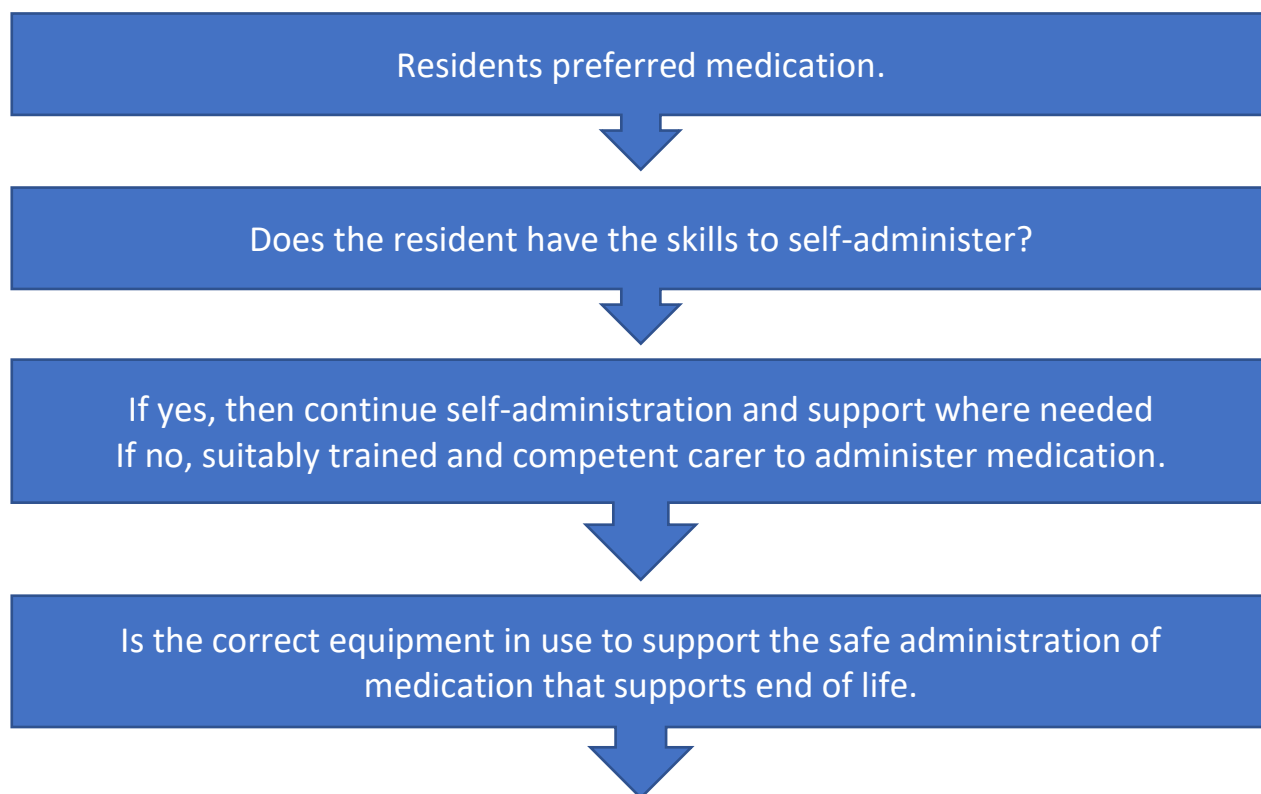 Residents preferred medication.
Does the resident have the skills to self-administer?
If yes, then continue self-administration and support where needed
If no, suitably trained and competent carer to administer medication.
Is the correct equipment in use to support the safe administration of
medication that supports end of life.